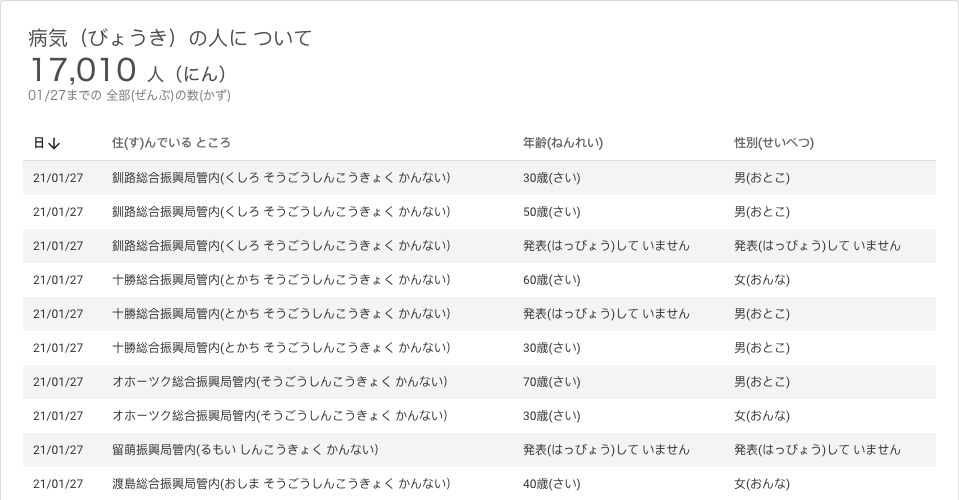 病気（びょうき）の人に ついて
17,010 人（にん）
01/27までの 全部(ぜんぶ)の数(かず)
日↓ 住(す)んでいる ところ 年齢(ねんれい) 性別(せいべつ)
21/01/27 釧路総合振興局管内(くしろ そうごうしんこうきょく かんない) 30歳(さい) 男(おとこ)
21/01/27 釧路総合振興局管内(くしろ そうごうしんこうきょく かんない) 50歳(さい) 男(おとこ)
21/01/27 釧路総合振興局管内(くしろ そうごうしんこうきょく かんない) 発表(はっぴょう)して いません 発表(はっぴょう)して いません
21/01/27 十勝総合振興局管内(とかち そうごうしんこうきょく かんない) 60歳(さい) 女(おんな)
21/01/27 十勝総合振興局管内(とかち そうごうしんこうきょく かんない) 発表(はっぴょう)して いません 男(おとこ)
21/01/27 十勝総合振興局管内(とかち そうごうしんこうきょく かんない) 30歳(さい) 男(おとこ)
21/01/27 オホーツク総合振興局管内(そうごうしんこうきょく かんない) 70歳(さい) 男(おとこ)
21/01/27 オホーツク総合振興局管内(そうごうしんこうきょく かんない) 30歳(さい) 女(おんな)
21/01/27 留萌振興局管内(るもい しんこうきょく かんない) 発表(はっぴょう)して いません 発表(はっぴょう)して いません
21/01/27 渡島総合振興局管内(おしま そうごうしんこうきょく かんない) 40歳(さい) 女(おんな)